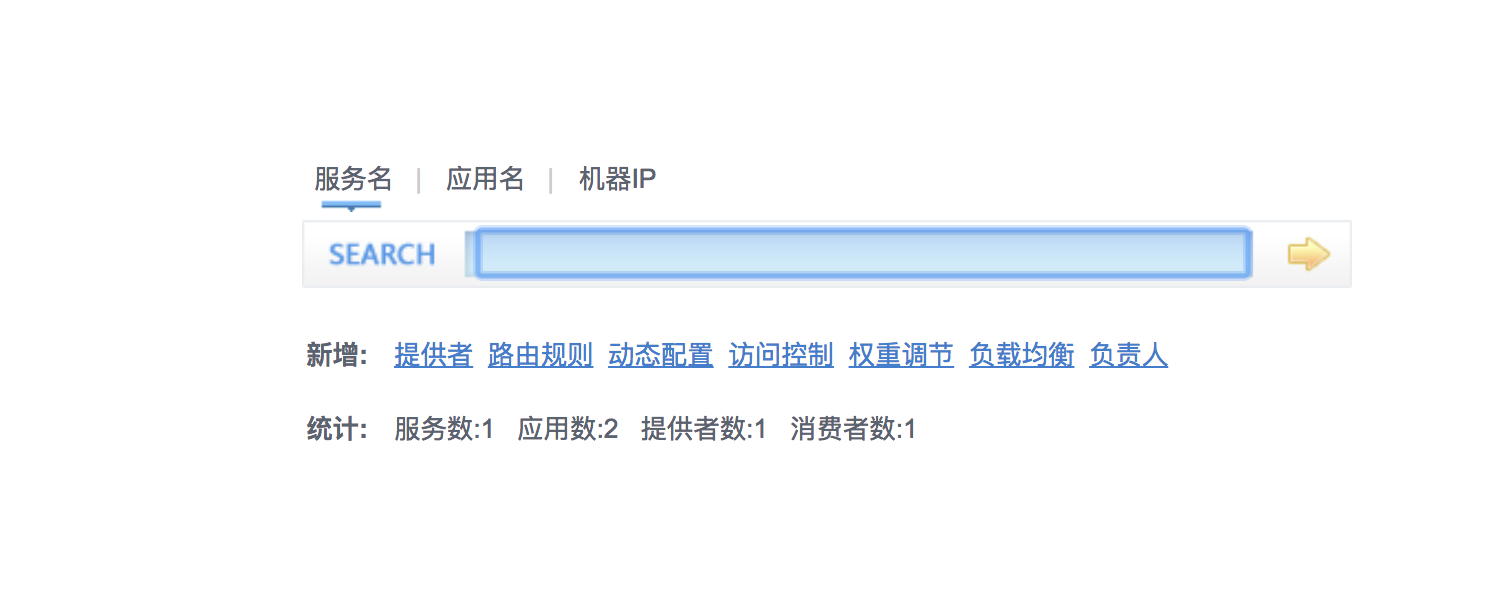 服务名 | 应用名 | 机器IP
SEARCH
新增: 提供者 路由规则 动态配置 访问控制 权重调节 负载均衡 负责人
统计: 服务数:1 应用数:2 提供者数:1 消费者数:1